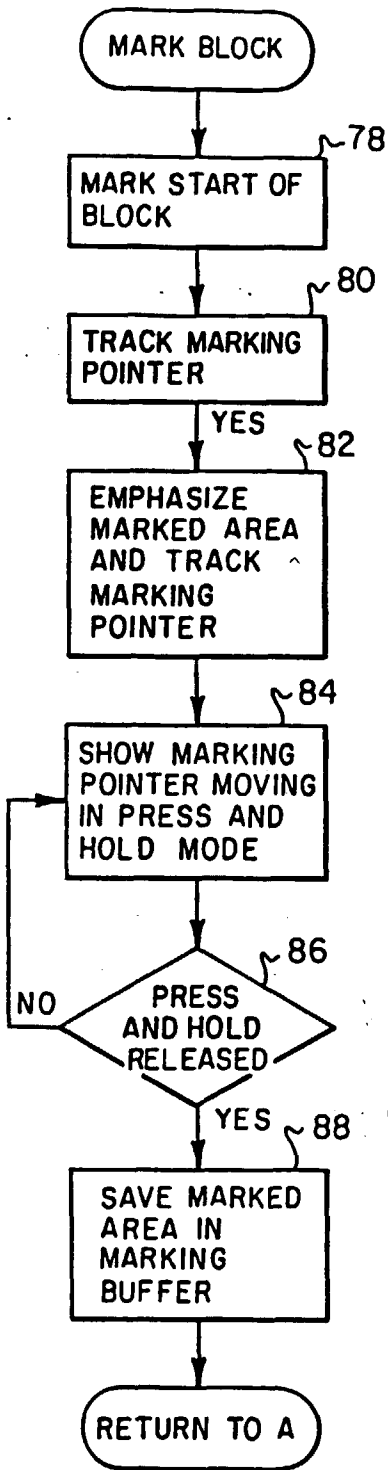 MARK BLOCK
78
MARK START OF
BLOCK
80
TRACK MARKING
POINTER
YES
82
EMPHASIZE
MARKED AREA
AND TRACK
MARKING
POINTER
84
SHOW MARKING
POINTER MOVING
IN PRESS AND
HOLD MODE
86
PRESS
AND HOLD
RELEASED
NO
YES
88
SAVE MARKED
AREA IN
MARKING
BUFFER
RETURN TO A